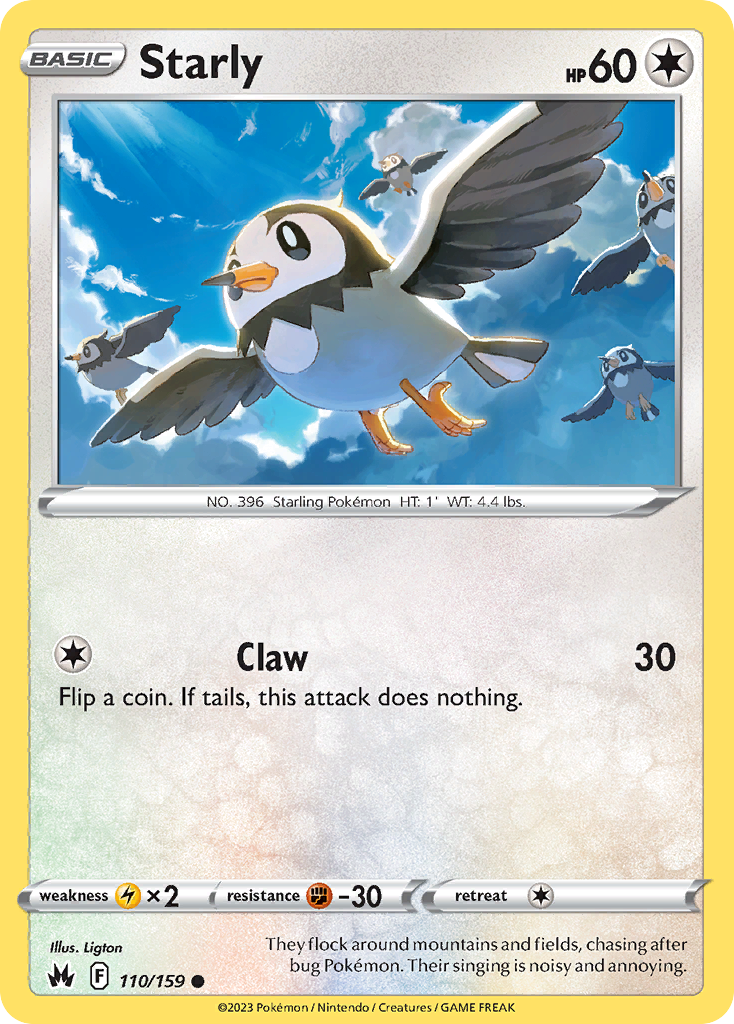 BASIC Starly HP 60
NO. 396 Starling Pokémon HT: 1' WT: 4.4 lbs.
Claw 30
Flip a coin. If tails, this attack does nothing.
weakness ×2 resistance -30 retreat
Illus. Ligton
They flock around mountains and fields, chasing after
bug Pokémon. Their singing is noisy and annoying.
F 110/159
©2023 Pokémon / Nintendo / Creatures / GAME FREAK